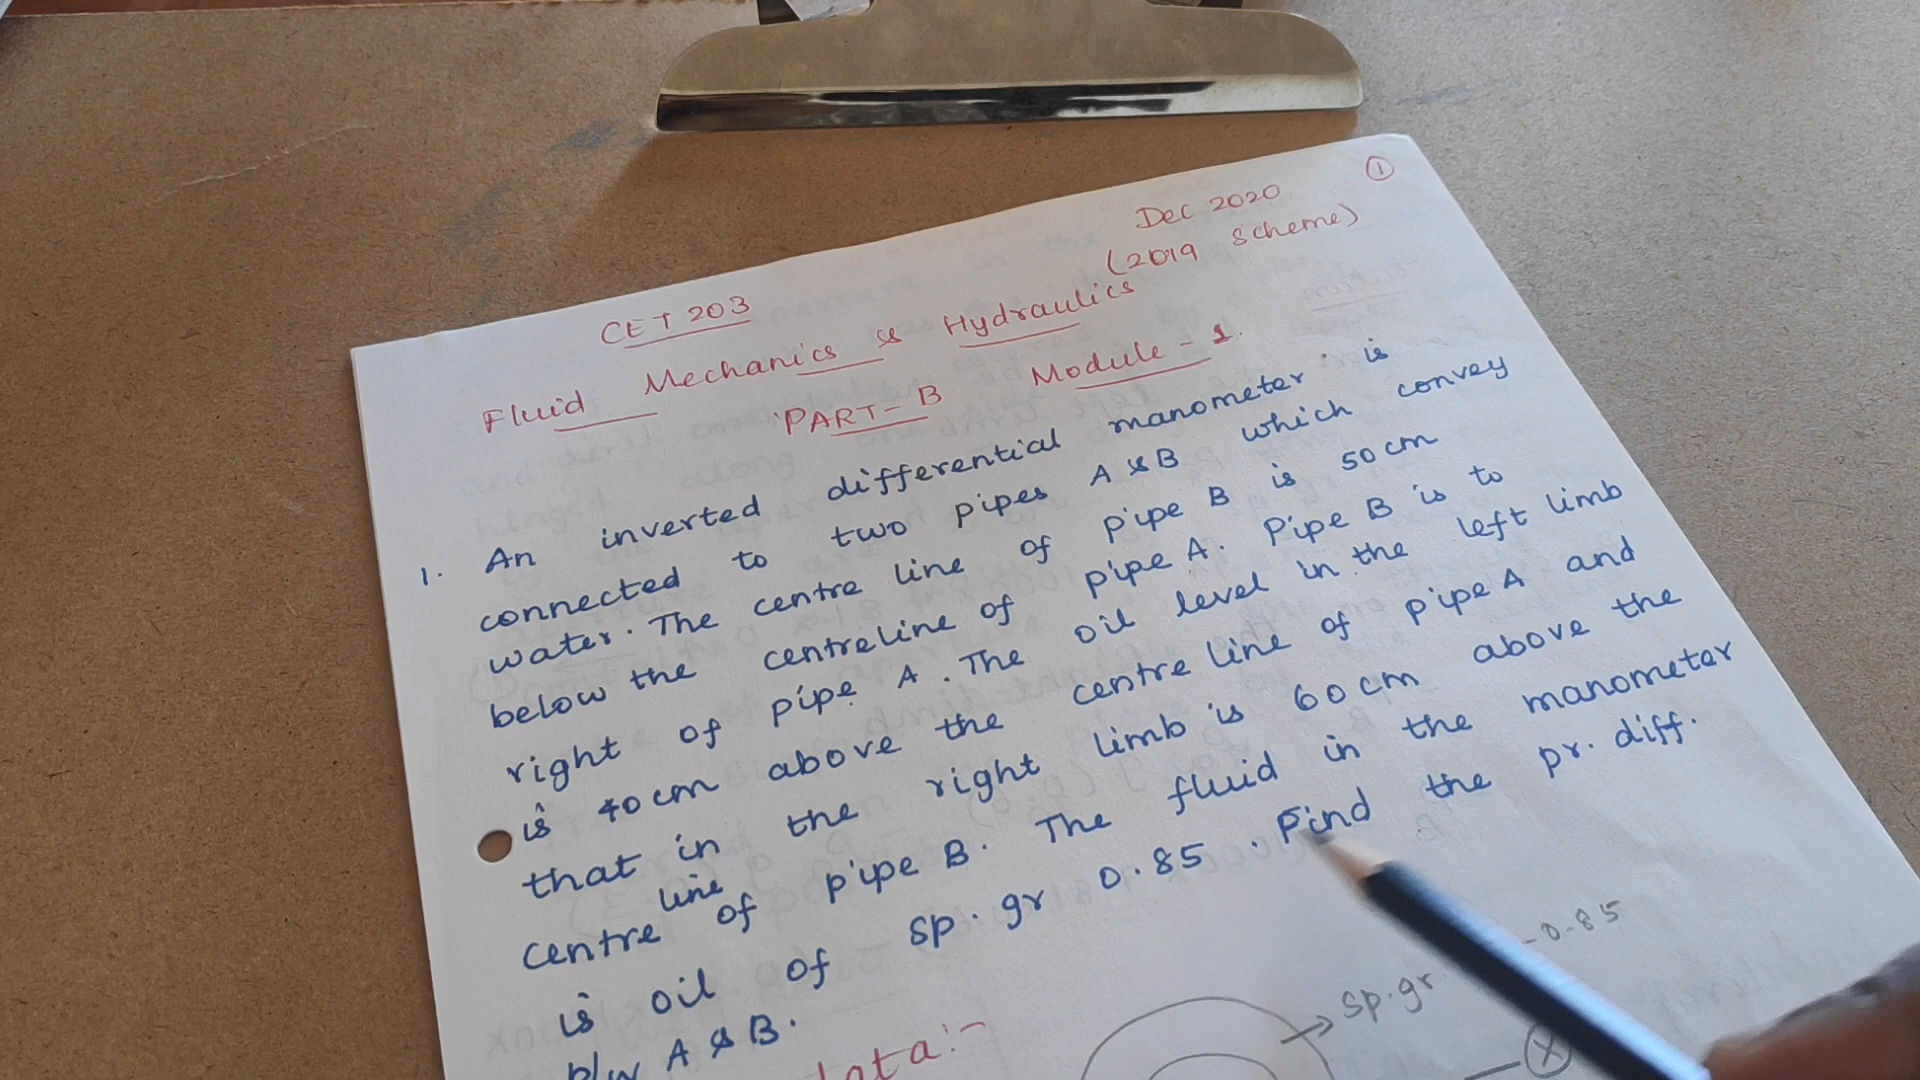 ①
Dec 2020
(2019 scheme)
CET 203
Fluid Mechanics & Hydraulics
PART-B Module-1.
1. An inverted differential manometer is
connected to two pipes A & B which convey
water. The centre line of pipe B is 50 cm
below the centreline of pipe A. Pipe B is to
right of pipe A. The oil level in the left limb
is 40 cm above the centre line of pipe A and
that in the right limb is 60 cm above the
centre line of pipe B. The fluid in the manometer
is oil of sp. gr 0.85. Find the pr. diff.
b/w A & B.
data:-
sp.gr. -0.85
X